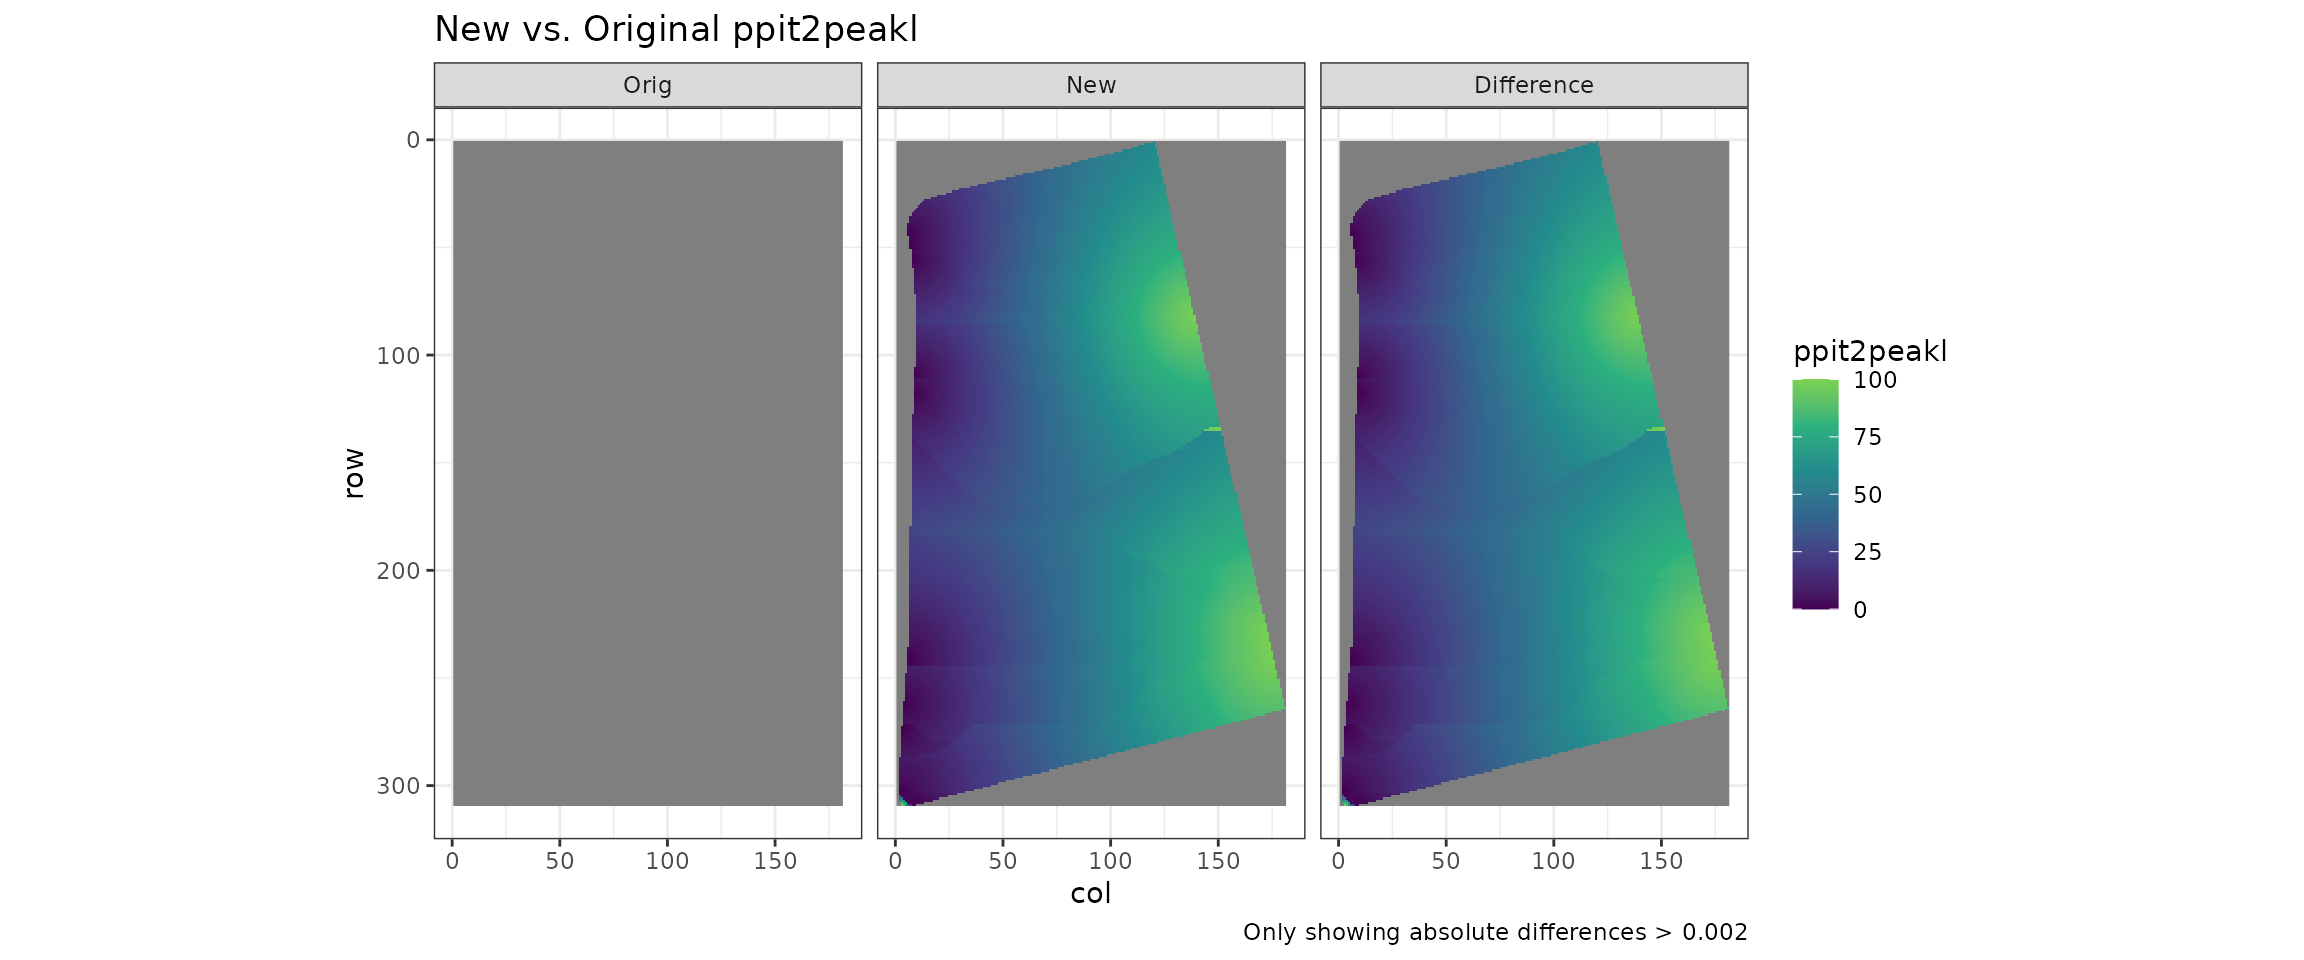 New vs. Original ppit2peakl
Orig
New
Difference
0
100
200
300
row
0 50 100 150
0 50 100 150
0 50 100 150
col
ppit2peakl
100
75
50
25
0
Only showing absolute differences > 0.002